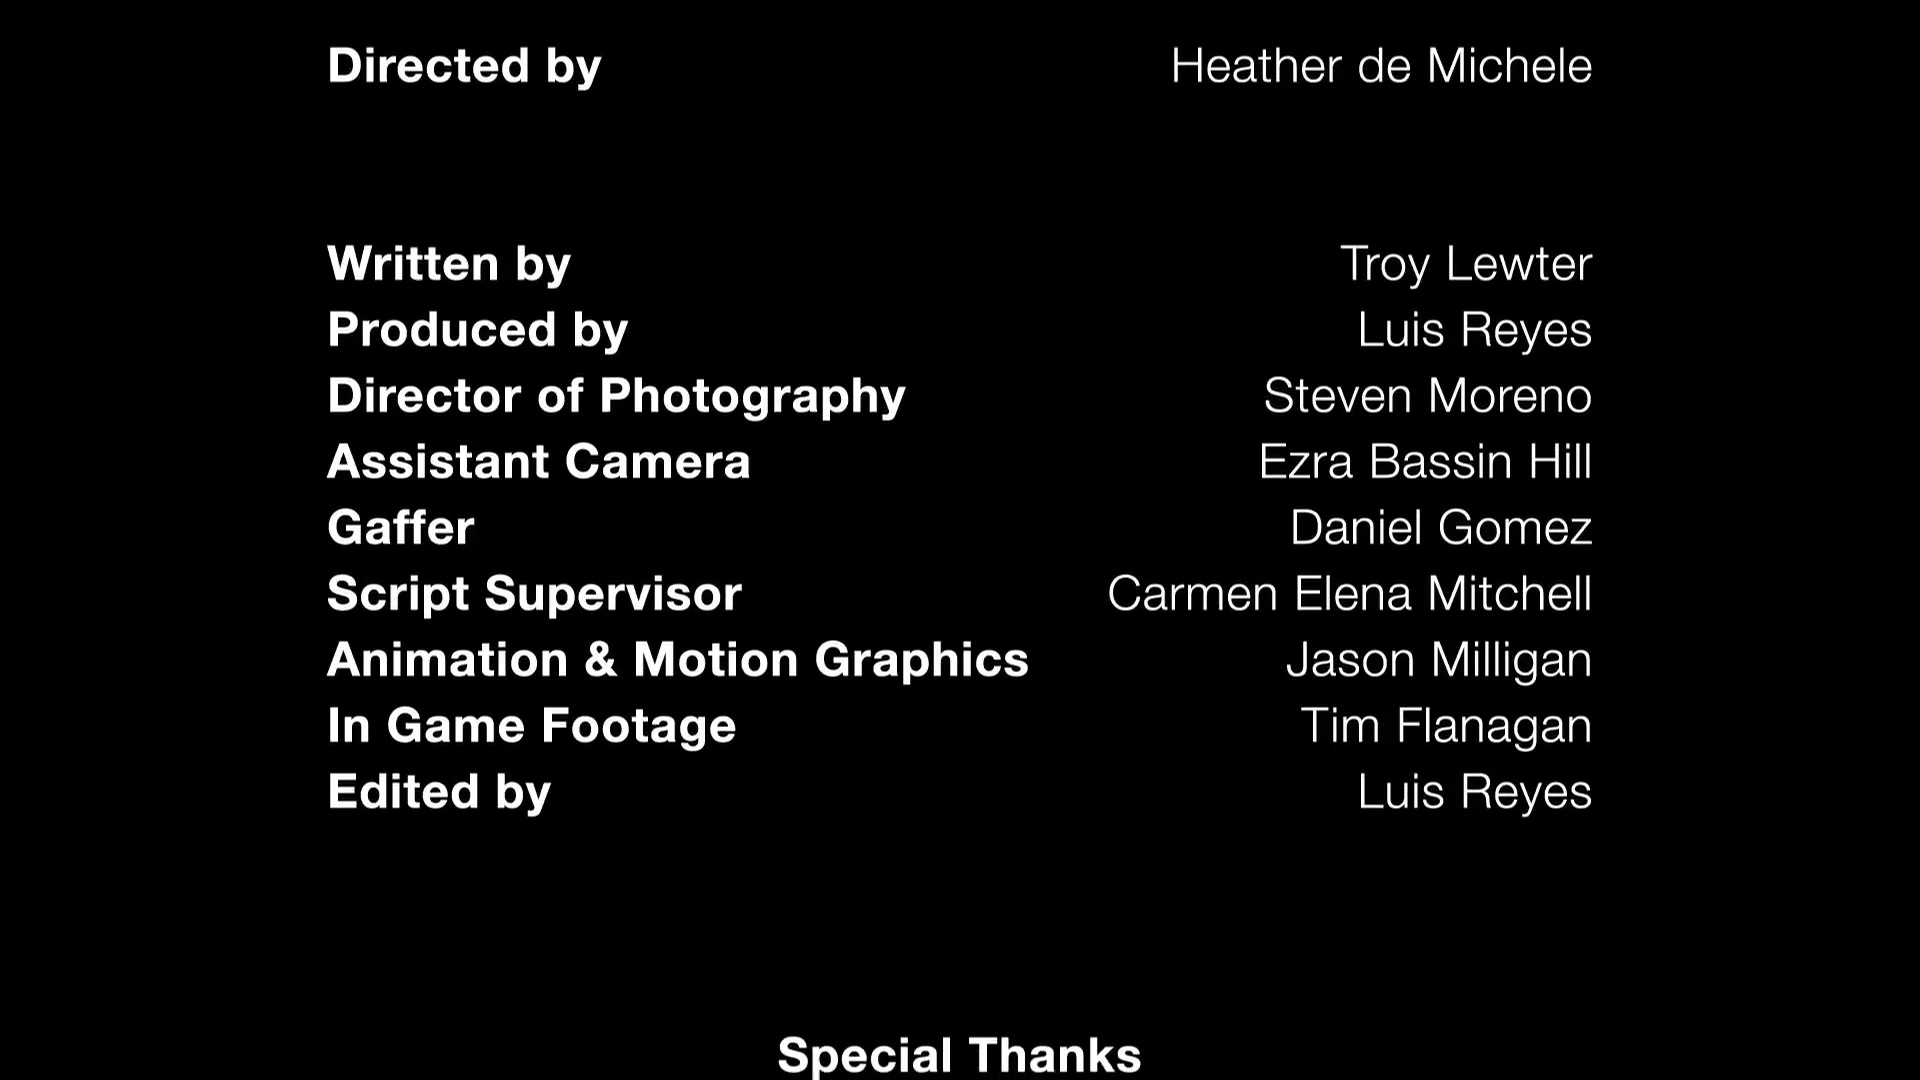 Directed by Heather de Michele
Written by Troy Lewter
Produced by Luis Reyes
Director of Photography Steven Moreno
Assistant Camera Ezra Bassin Hill
Gaffer Daniel Gomez
Script Supervisor Carmen Elena Mitchell
Animation & Motion Graphics Jason Milligan
In Game Footage Tim Flanagan
Edited by Luis Reyes
Special Thanks